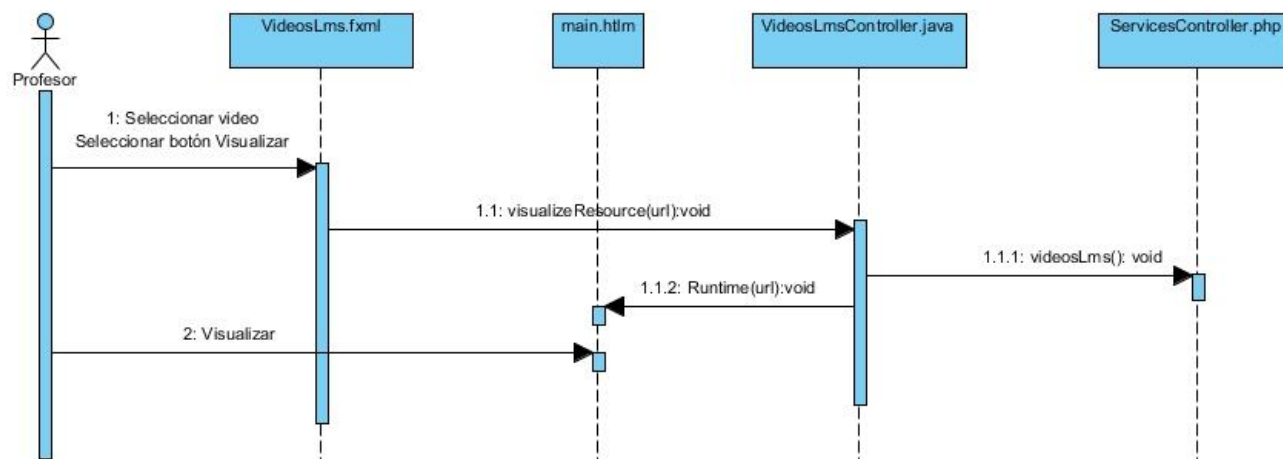 VideosLms.fxml
main.htlm
VideosLmsController.java
ServicesController.php
Profesor
1: Seleccionar video
Seleccionar botón Visualizar
1.1: visualizeResource(url):void
1.1.1: videosLms(): void
1.1.2: Runtime(url):void
2: Visualizar